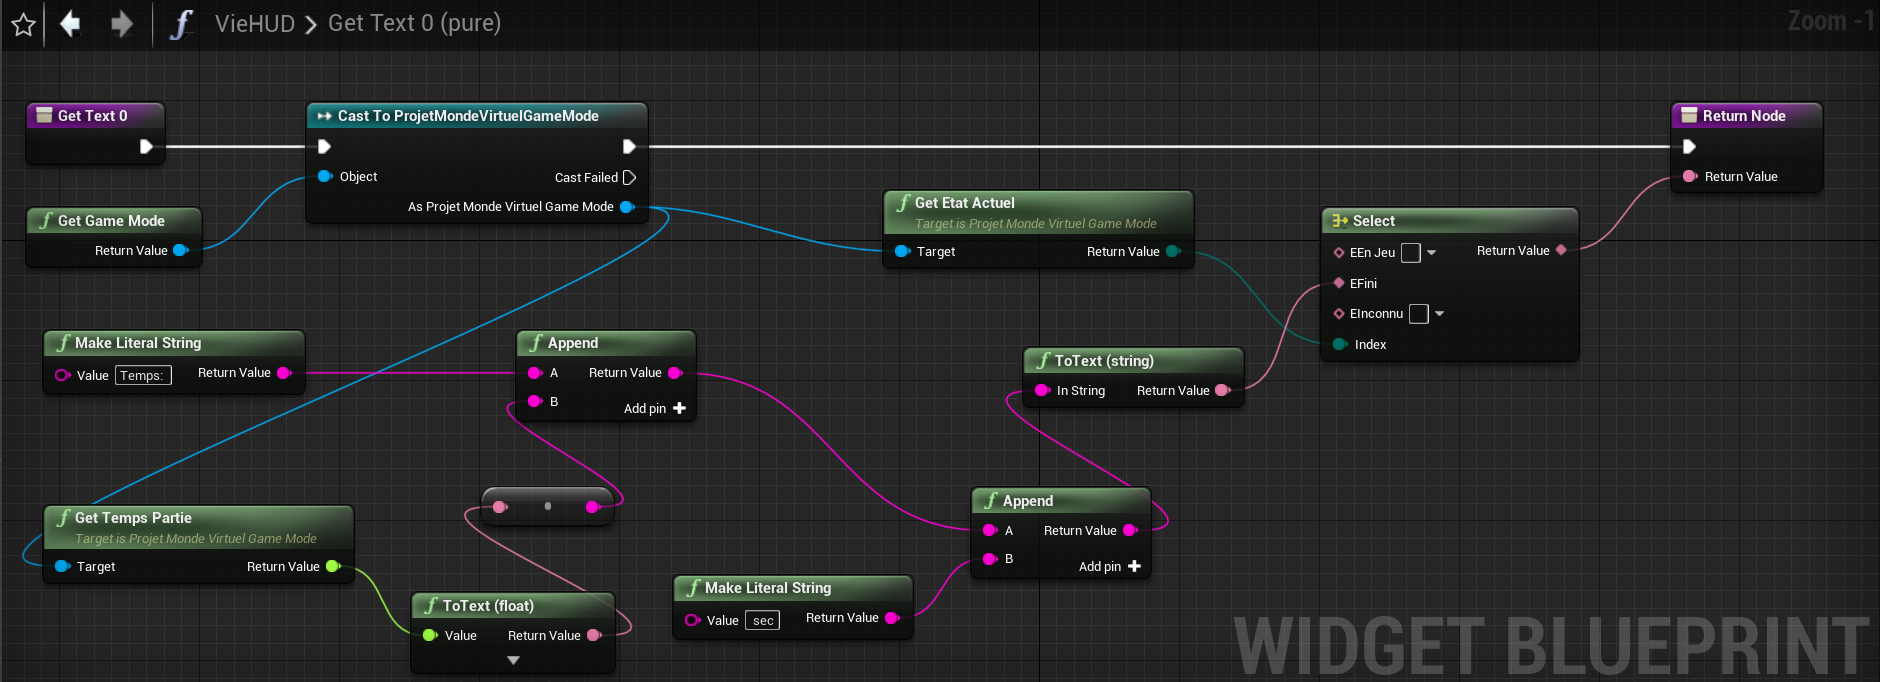 VieHUD > Get Text 0 (pure)
Zoom -1
Get Text 0
Cast To ProjetMondeVirtuelGameMode
Object
Cast Failed
As Projet Monde Virtuel Game Mode
Return Node
Return Value
Get Game Mode
Return Value
Get Etat Actuel
Target is Projet Monde Virtuel Game Mode
Target
Return Value
Select
EEn Jeu
Return Value
EFini
EInconnu
Index
Make Literal String
Value Temps:
Return Value
Append
A
Return Value
B
Add pin
ToText (string)
In String
Return Value
Get Temps Partie
Target is Projet Monde Virtuel Game Mode
Target
Return Value
Append
A
Return Value
B
Add pin
ToText (float)
Value
Return Value
Make Literal String
Value sec
Return Value
WIDGET BLUEPRINT